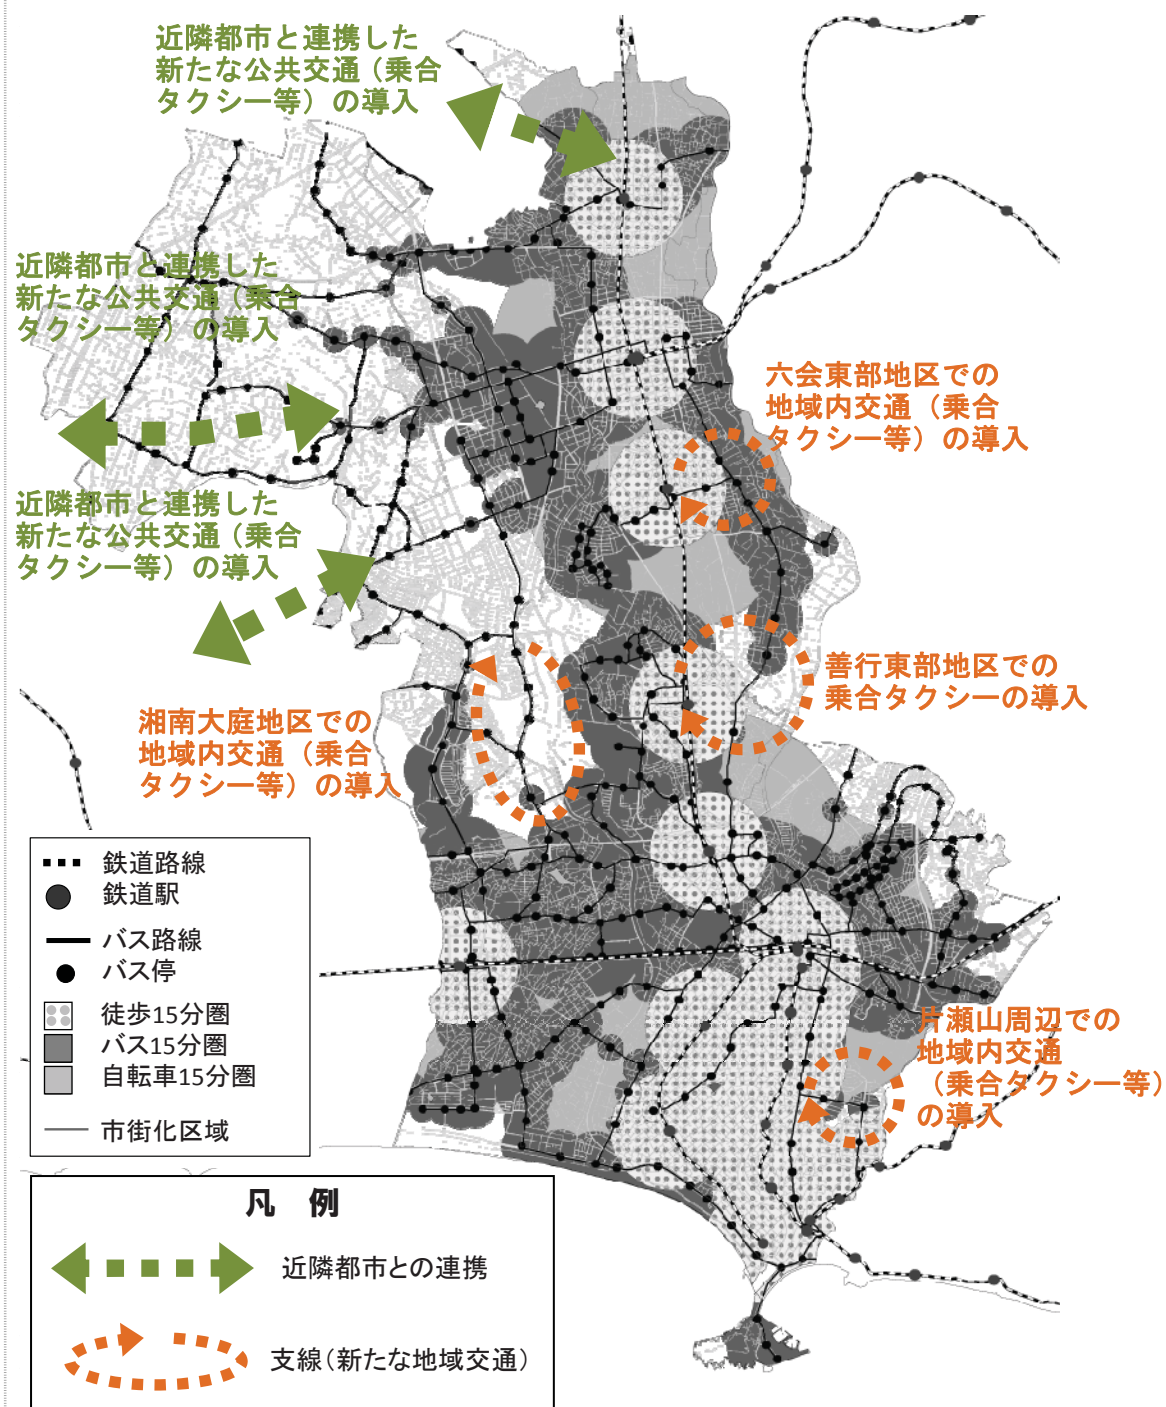 近隣都市と連携した
新たな公共交通（乗合
タクシー等）の導入
近隣都市と連携した
新たな公共交通（乗合
タクシー等）の導入
六会東部地区での
地域内交通（乗合
タクシー等）の導入
近隣都市と連携した
新たな公共交通（乗合
タクシー等）の導入
善行東部地区での
乗合タクシーの導入
湘南大庭地区での
地域内交通（乗合
タクシー等）の導入
鉄道路線
鉄道駅
バス路線
バス停
徒歩15分圏
バス15分圏
自転車15分圏
市街化区域
片瀬山周辺での
地域内交通
（乗合タクシー等）
の導入
凡　例
近隣都市との連携
支線（新たな地域交通）